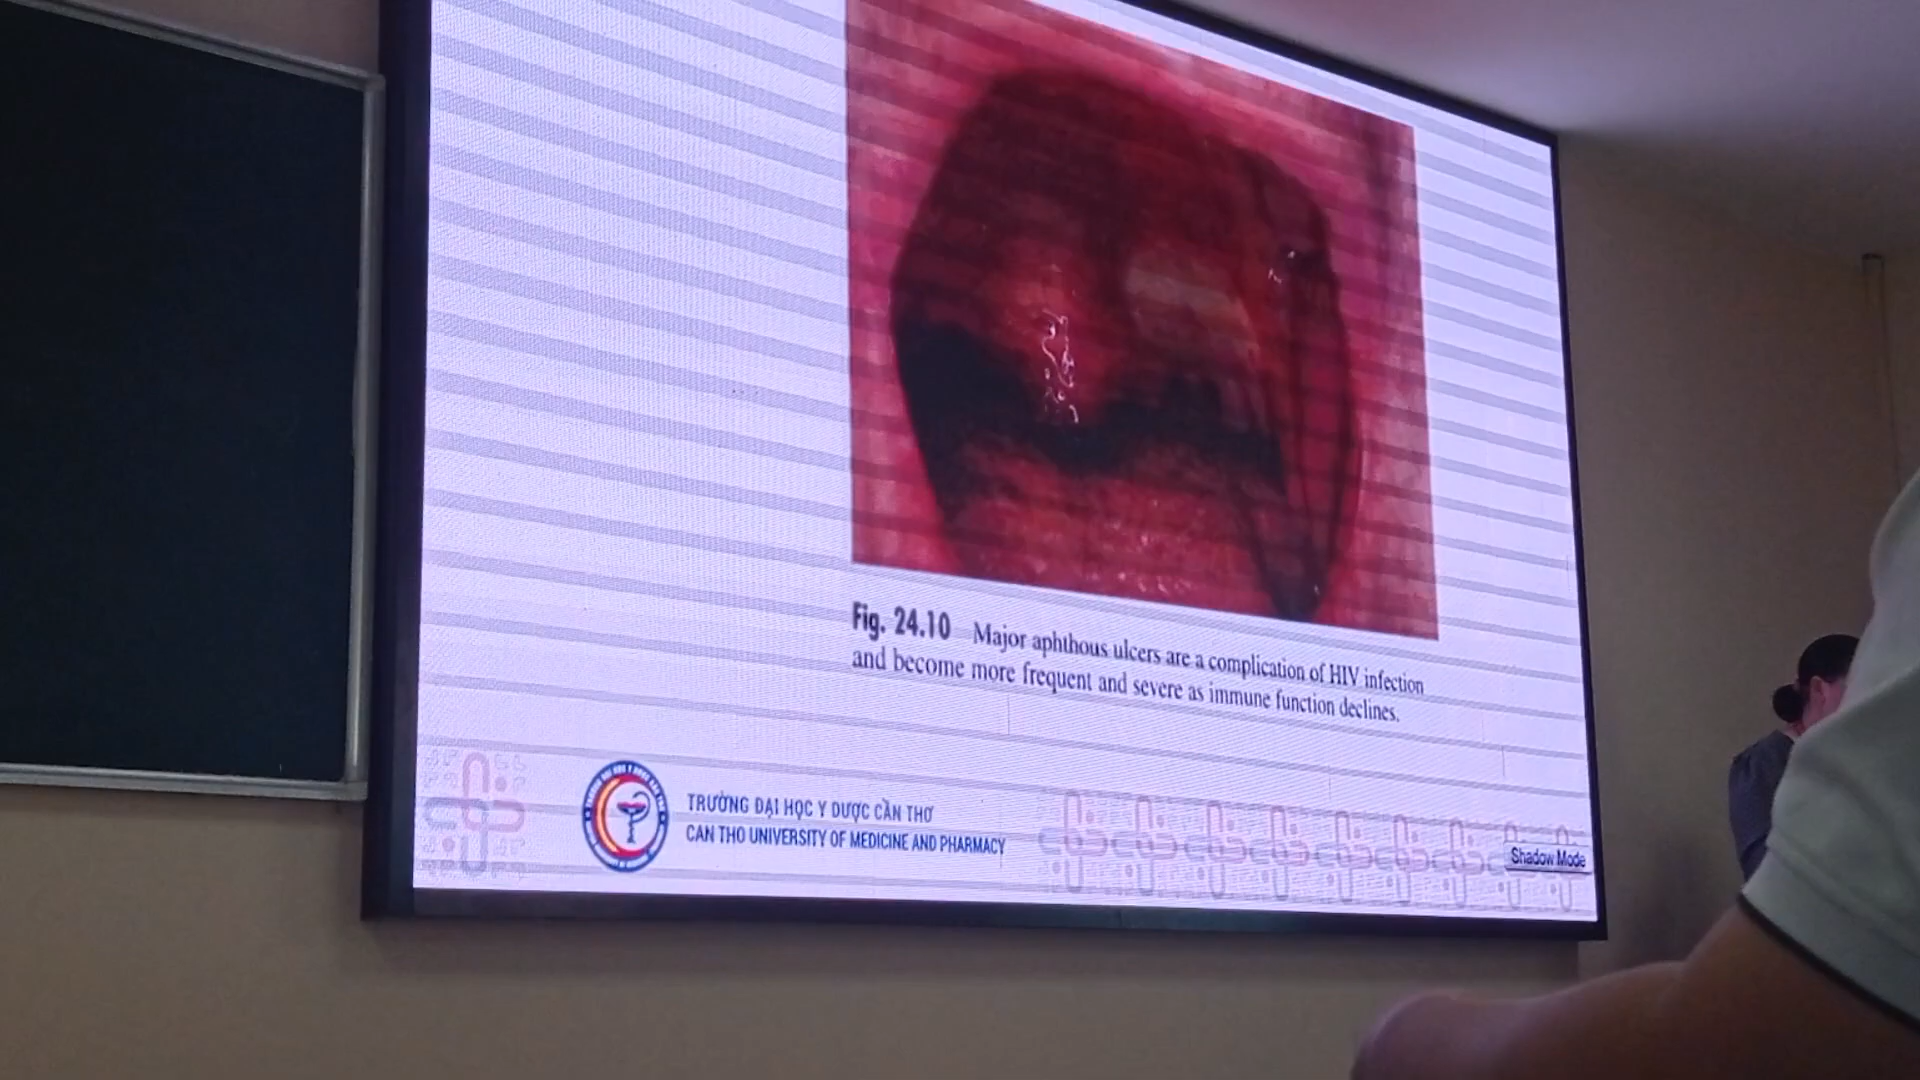 Fig. 24.10 Major aphthous ulcers are a complication of HIV infection
and become more frequent and severe as immune function declines.
TRƯỜNG ĐẠI HỌC Y DƯỢC CẦN THƠ
CAN THO UNIVERSITY OF MEDICINE AND PHARMACY
Shadow Mode